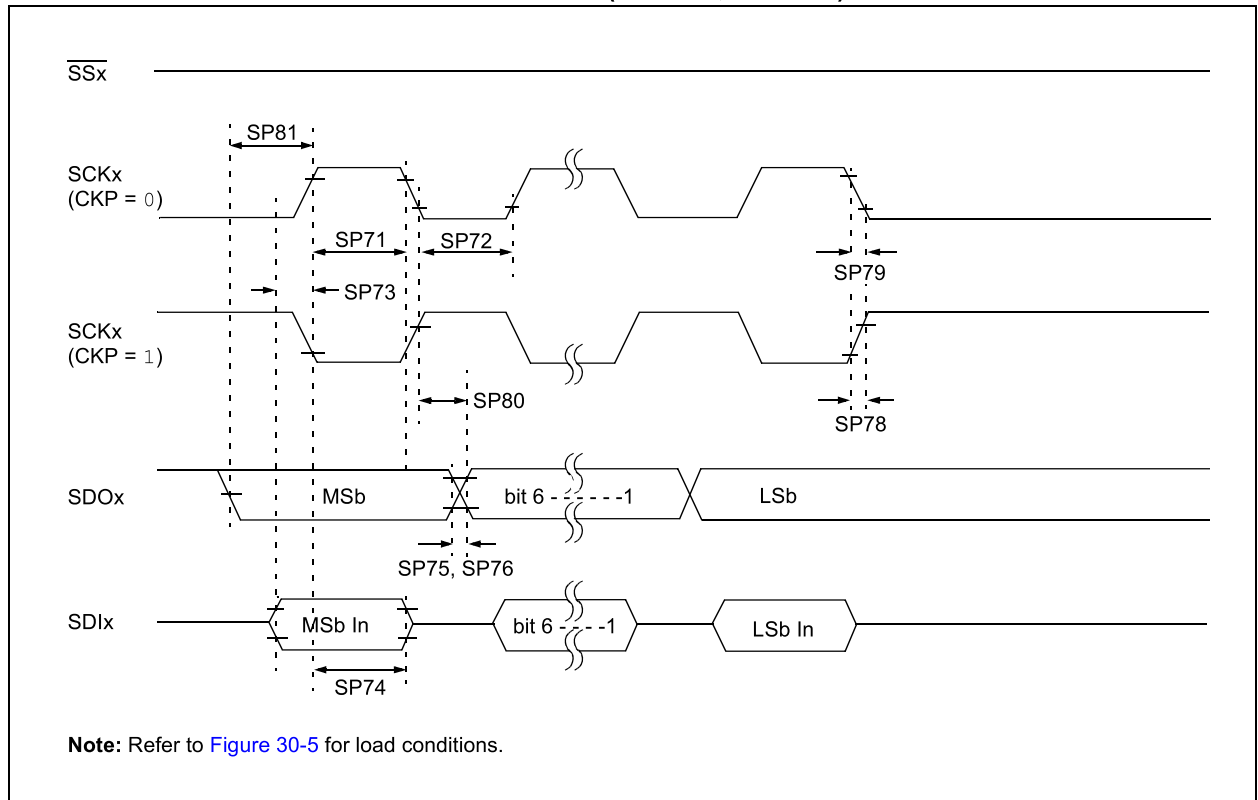 SSx
SP81
SCKx
(CKP = 0)
SP71
SP72
SP79
SP73
SCKx
(CKP = 1)
SP80
SP78
SDOx
MSb
bit 6 - - - - - - -1
LSb
SP75, SP76
SDIx
MSb In
bit 6 - - - - -1
LSb In
SP74
Note: Refer to Figure 30-5 for load conditions.